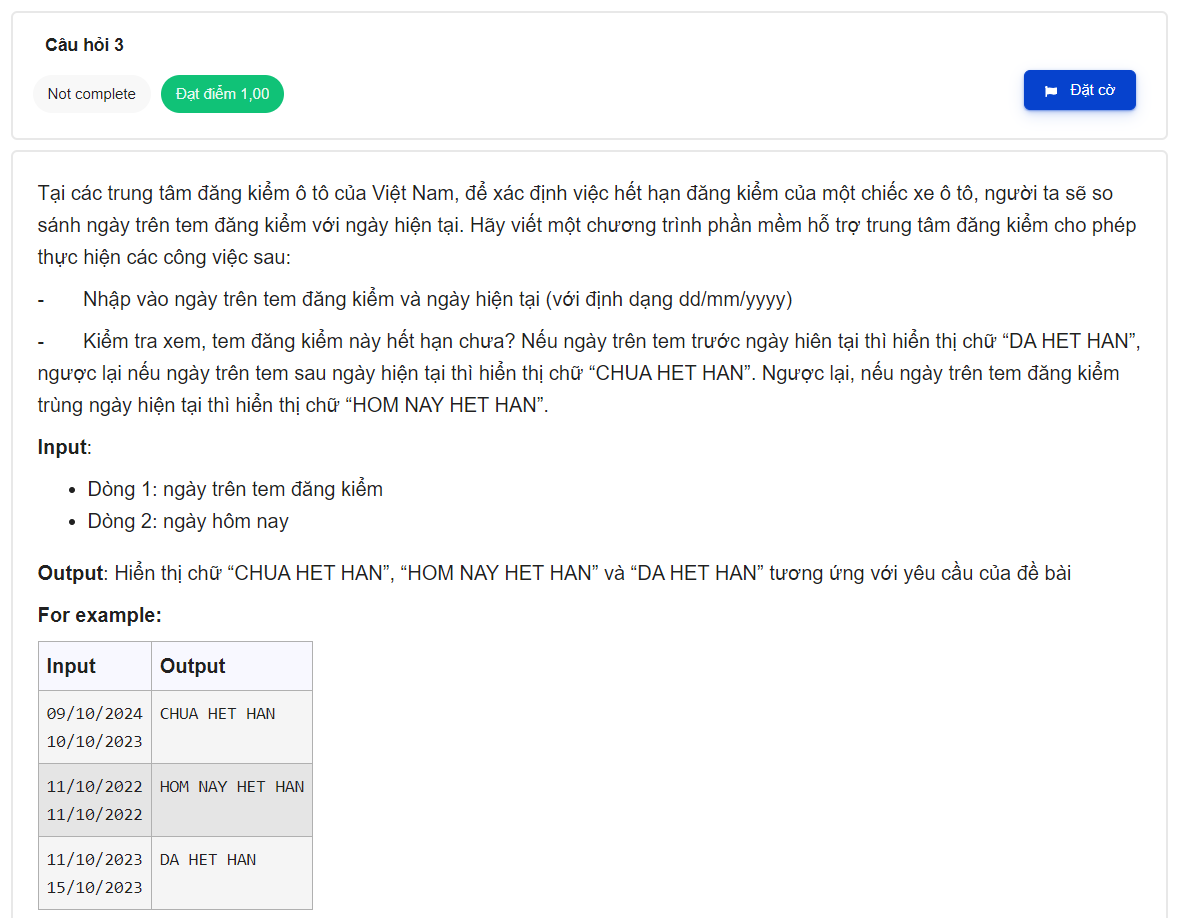 Câu hỏi 3
Not complete
Đạt điểm 1,00
Đặt cờ
Tại các trung tâm đăng kiểm ô tô của Việt Nam, để xác định việc hết hạn đăng kiểm của một chiếc xe ô tô, người ta sẽ so
sánh ngày trên tem đăng kiểm với ngày hiện tại. Hãy viết một chương trình phần mềm hỗ trợ trung tâm đăng kiểm cho phép
thực hiện các công việc sau:
- Nhập vào ngày trên tem đăng kiểm và ngày hiện tại (với định dạng dd/mm/yyyy)
- Kiểm tra xem, tem đăng kiểm này hết hạn chưa? Nếu ngày trên tem trước ngày hiên tại thì hiển thị chữ “DA HET HAN”,
ngược lại nếu ngày trên tem sau ngày hiện tại thì hiển thị chữ “CHUA HET HAN”. Ngược lại, nếu ngày trên tem đăng kiểm
trùng ngày hiện tại thì hiển thị chữ “HOM NAY HET HAN”.
Input:
• Dòng 1: ngày trên tem đăng kiểm
• Dòng 2: ngày hôm nay
Output: Hiển thị chữ “CHUA HET HAN”, “HOM NAY HET HAN” và “DA HET HAN” tương ứng với yêu cầu của đề bài
For example:
Input Output
09/10/2024 CHUA HET HAN
10/10/2023
11/10/2022 HOM NAY HET HAN
11/10/2022
11/10/2023 DA HET HAN
15/10/2023